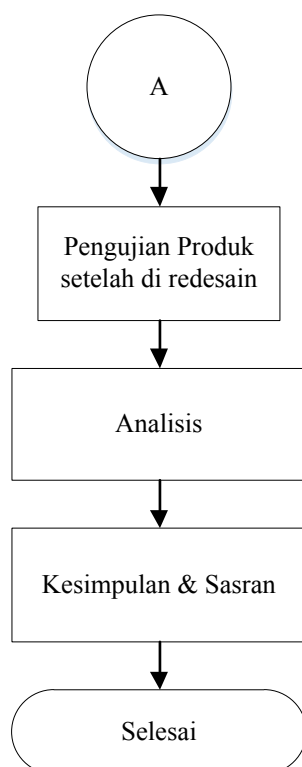 A
Pengujian Produk
setelah di redesain
Analisis
Kesimpulan & Sasran
Selesai